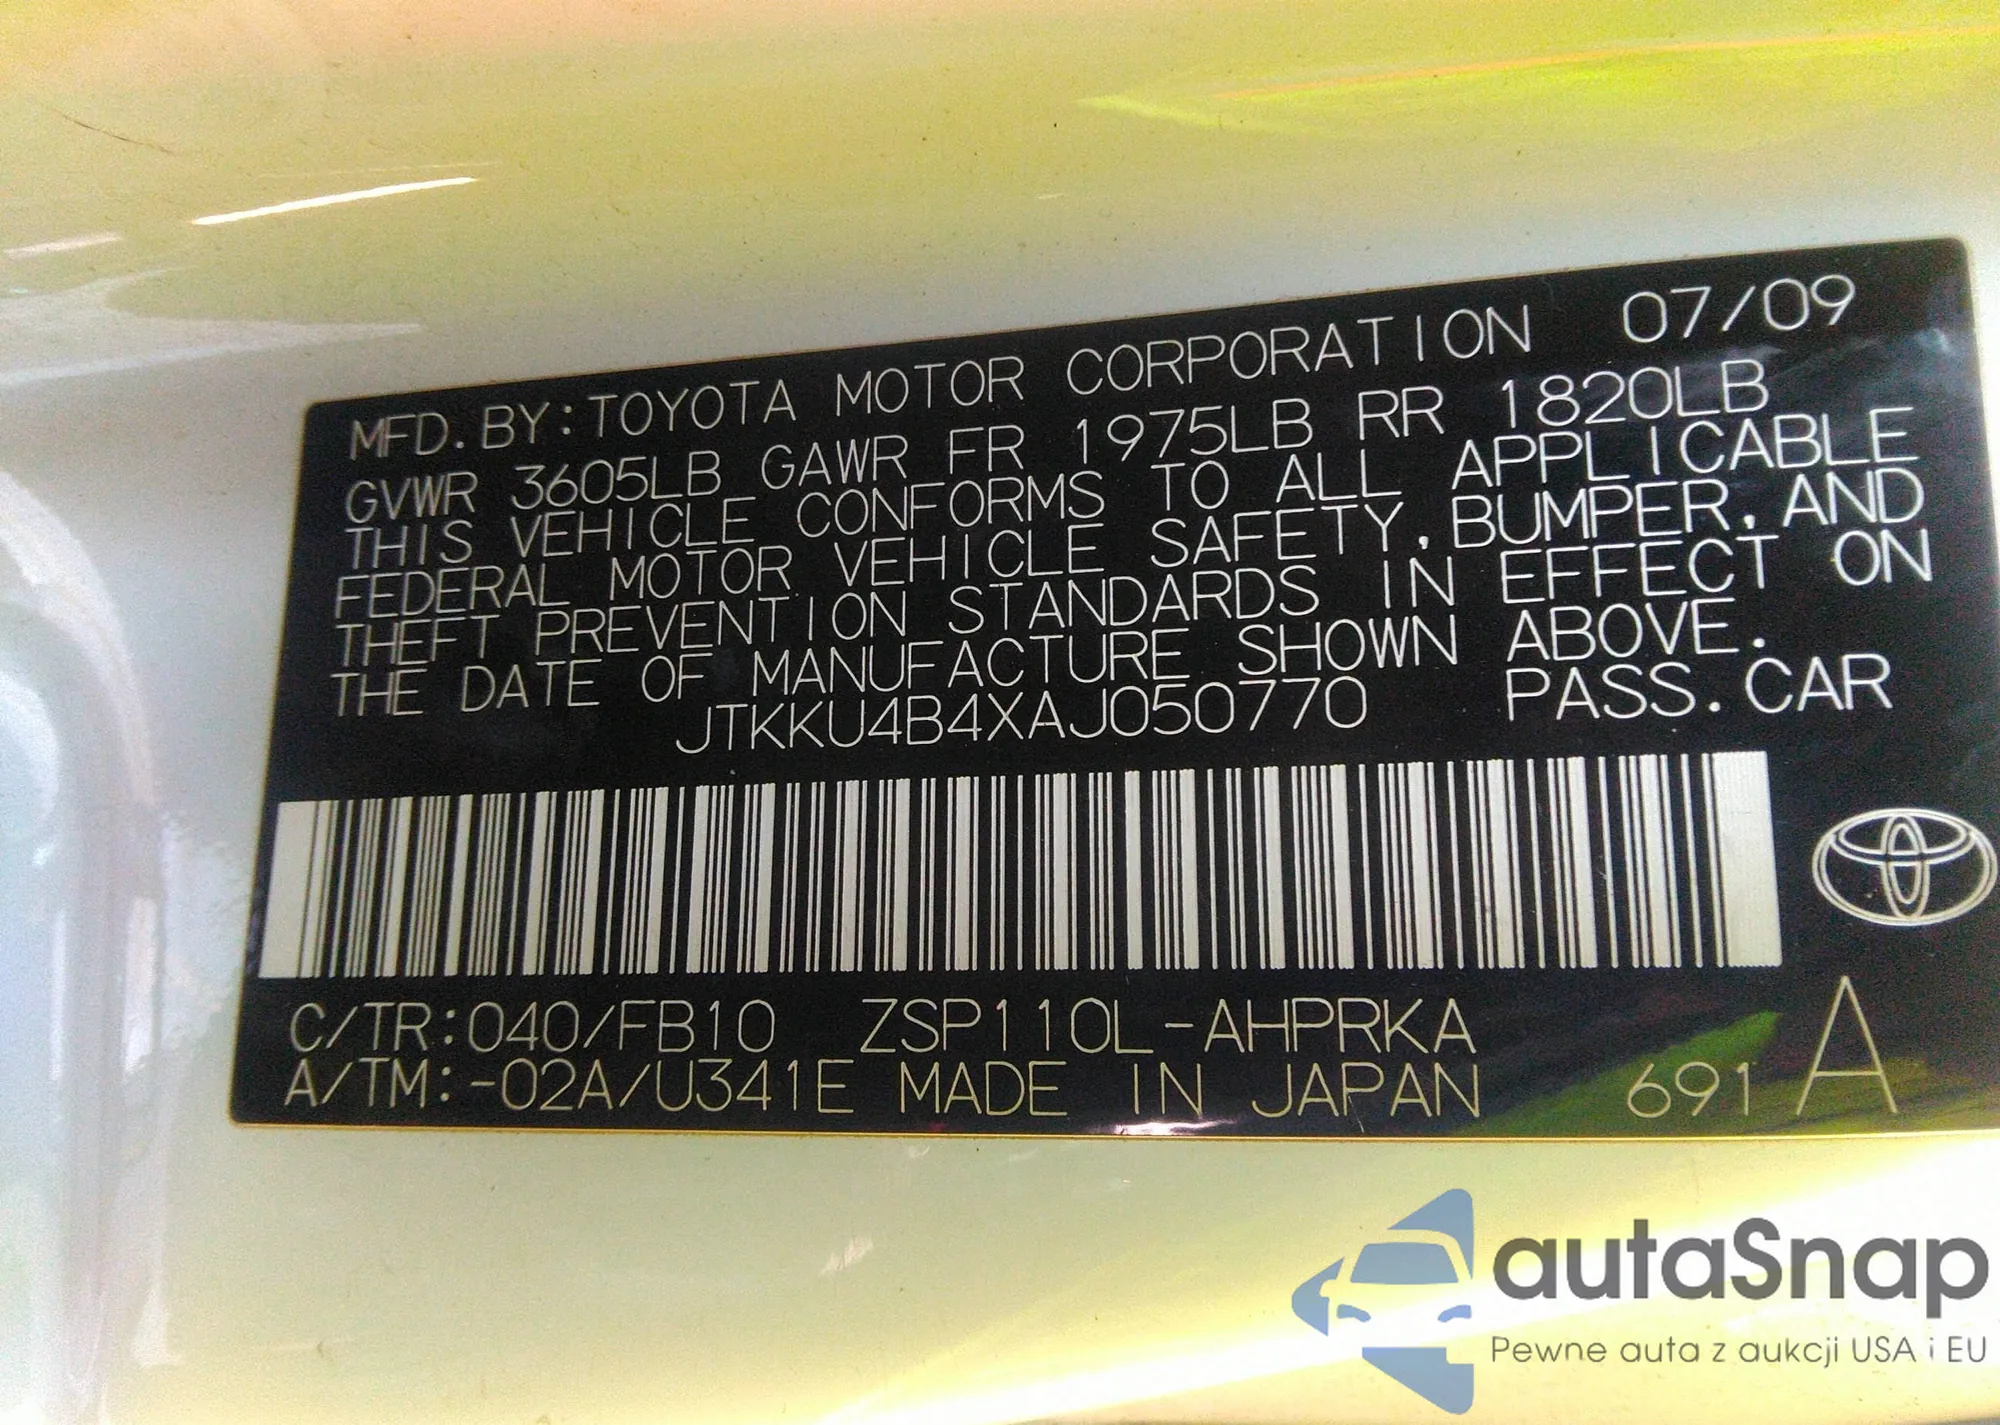 MFD. BY: TOYOTA MOTOR CORPORATION 07/09
GVWR 3605LB GAWR FR 1975LB RR 1820LB
THIS VEHICLE CONFORMS TO ALL APPLICABLE
FEDERAL MOTOR VEHICLE SAFETY, BUMPER, AND
THEFT PREVENTION STANDARDS IN EFFECT ON
THE DATE OF MANUFACTURE SHOWN ABOVE.
JTKKU4B4XAJ050770 PASS. CAR
C/TR:040/FB10 ZSP110L-AHPRKA
A/TM:-02A/U341E MADE IN JAPAN 691 A
autaSnap
Pewne auta z aukcji USA i EU